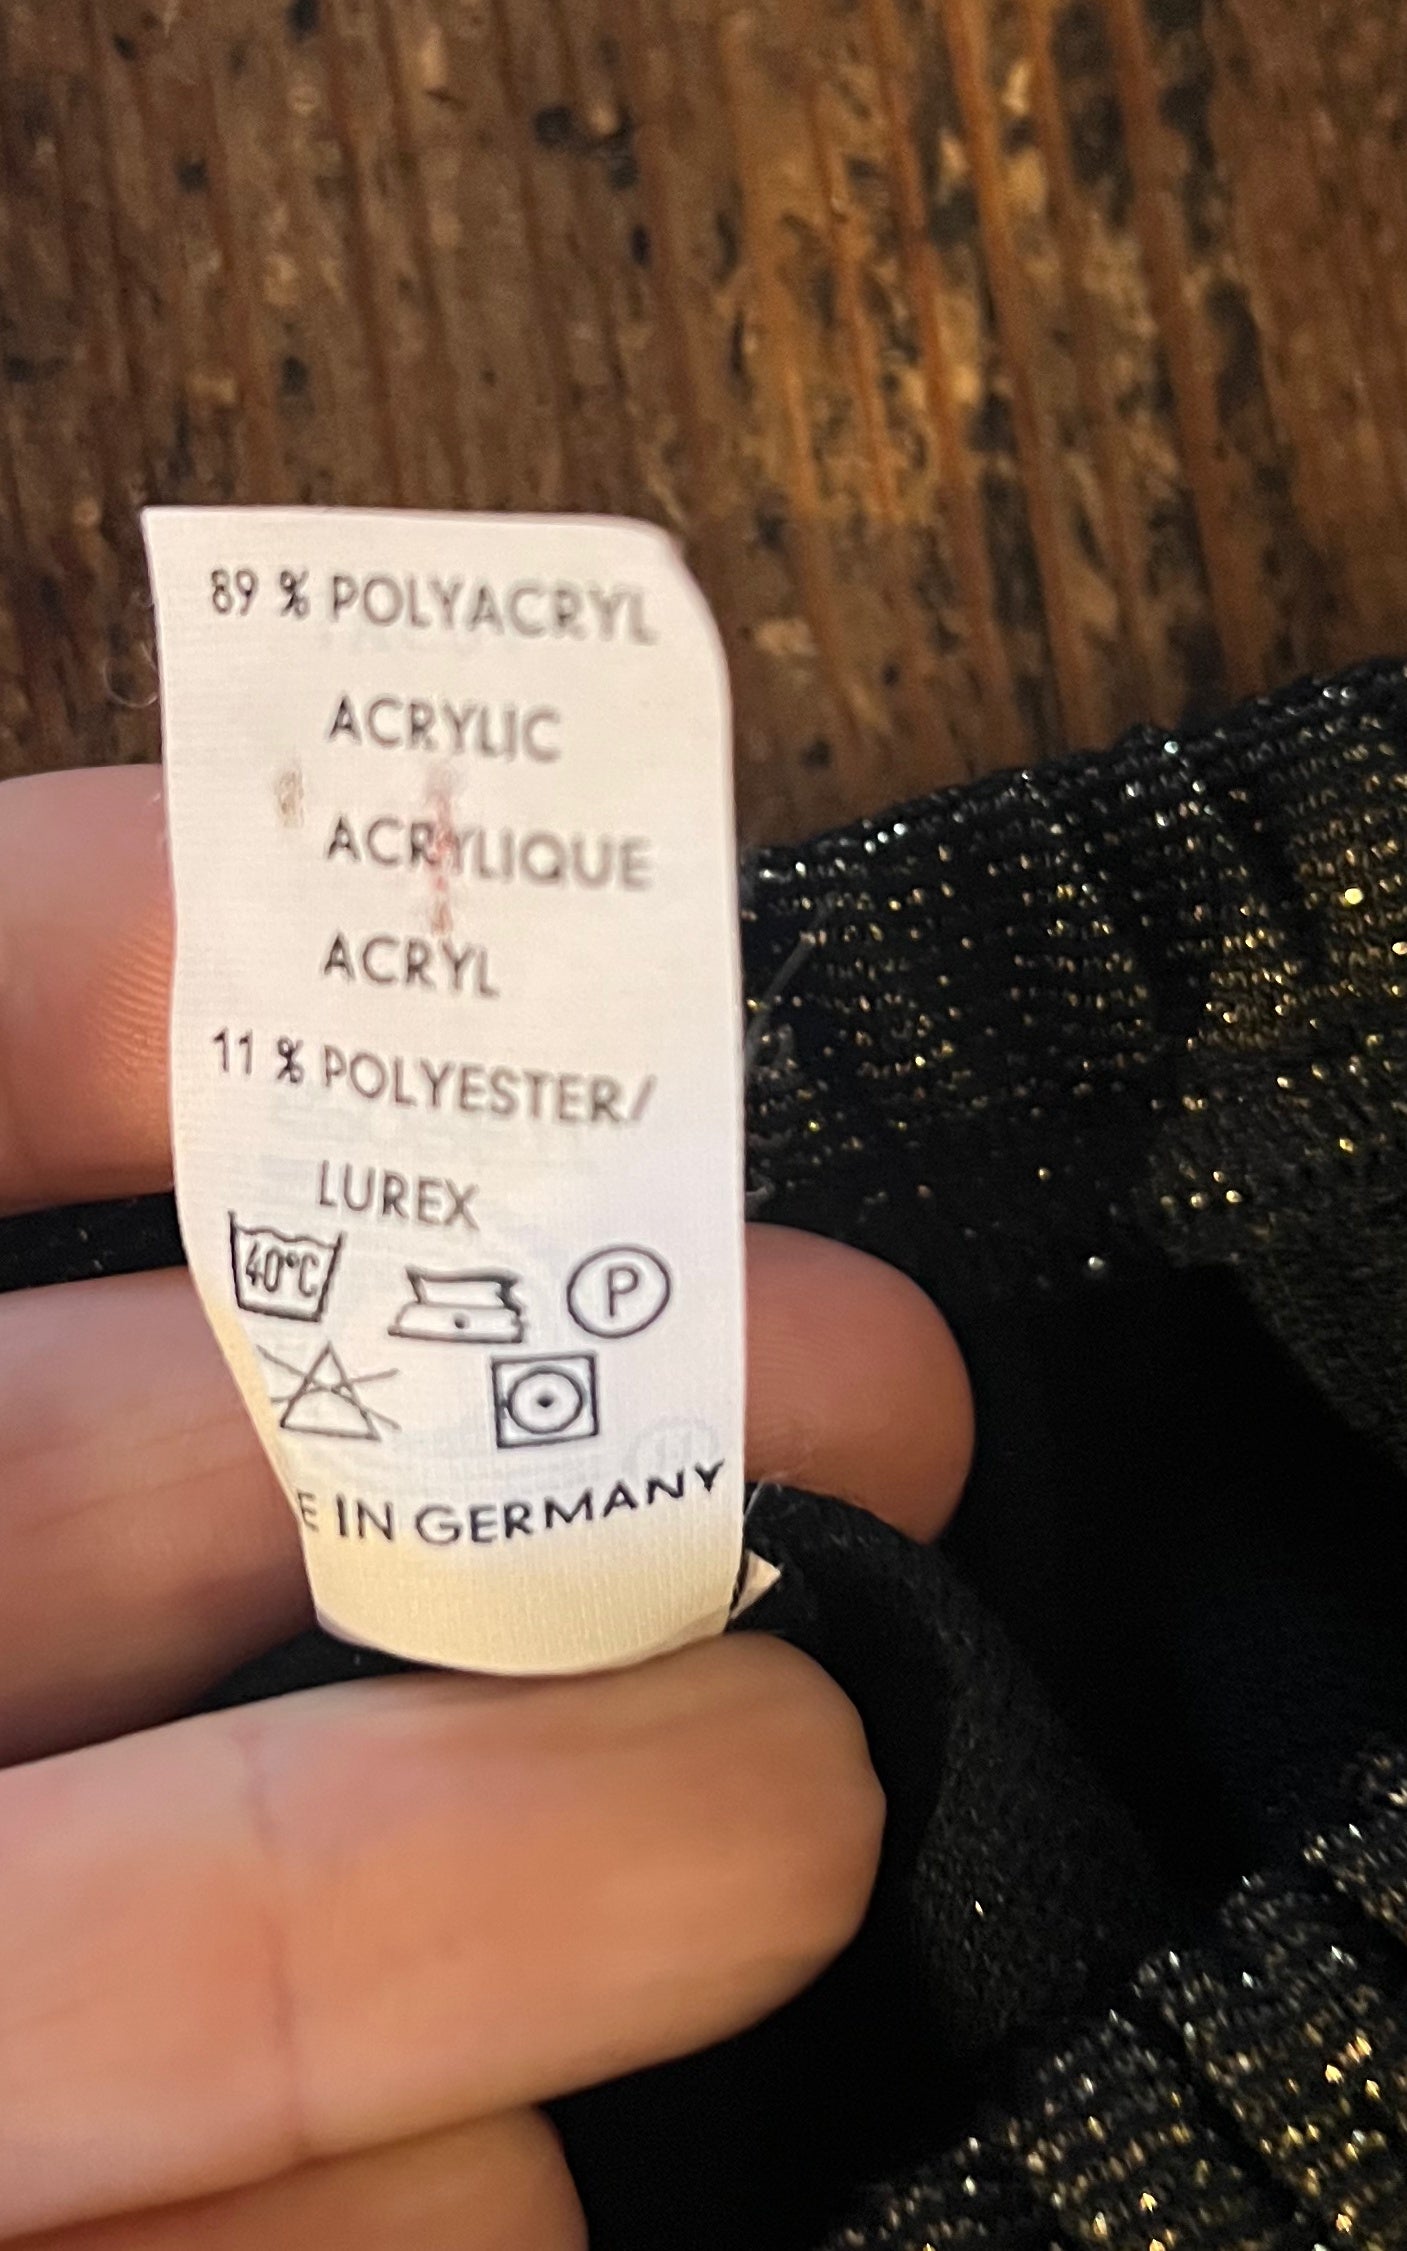 89 % POLYACRYL
ACRYLIC
ACRYLIQUE
ACRYL
11 % POLYESTER/
LUREX
40°C P
E IN GERMANY